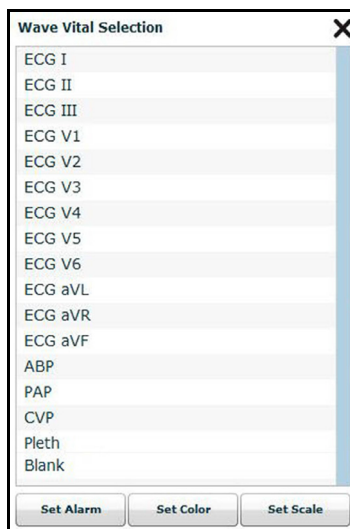 Wave Vital Selection
ECG I
ECG II
ECG III
ECG V1
ECG V2
ECG V3
ECG V4
ECG V5
ECG V6
ECG aVL
ECG aVR
ECG aVF
ABP
PAP
CVP
Pleth
Blank
Set Alarm Set Color Set Scale